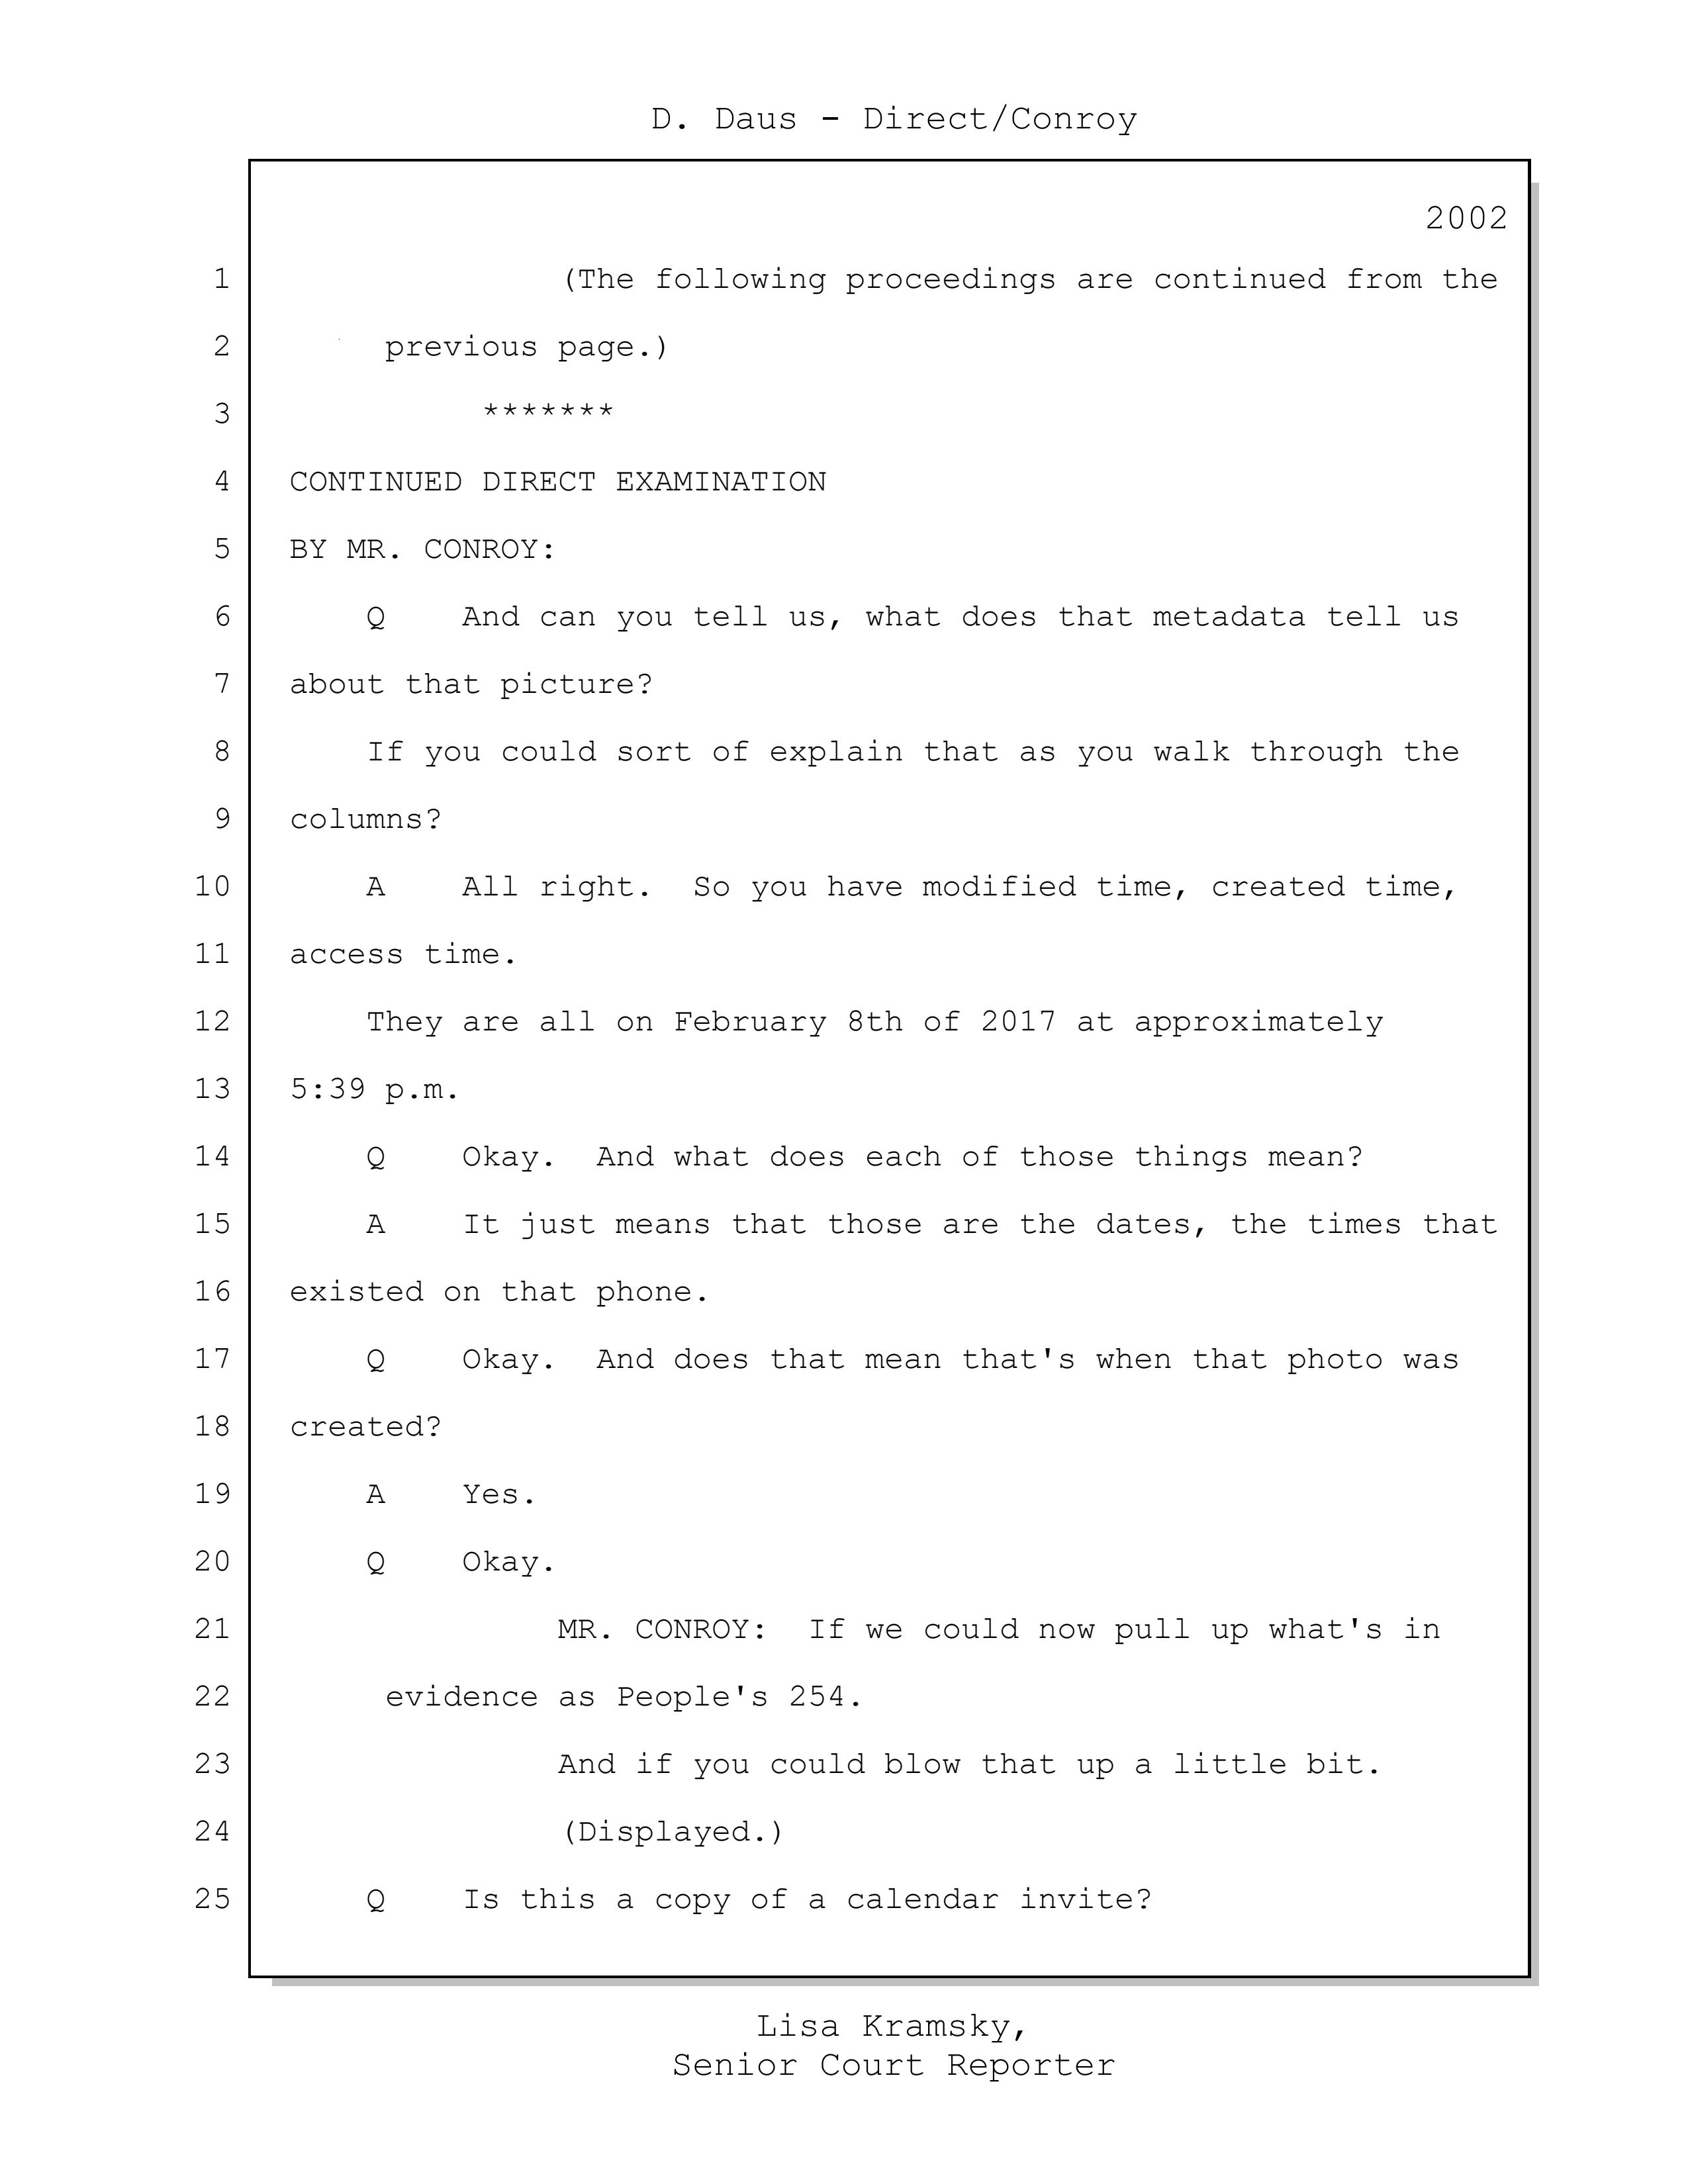 D. Daus - Direct/Conroy
2002
1 (The following proceedings are continued from the
2 previous page.)
3 *******
4 CONTINUED DIRECT EXAMINATION
5 BY MR. CONROY:
6 Q And can you tell us, what does that metadata tell us
7 about that picture?
8 If you could sort of explain that as you walk through the
9 columns?
10 A All right. So you have modified time, created time,
11 access time.
12 They are all on February 8th of 2017 at approximately
13 5:39 p.m.
14 Q Okay. And what does each of those things mean?
15 A It just means that those are the dates, the times that
16 existed on that phone.
17 Q Okay. And does that mean that's when that photo was
18 created?
19 A Yes.
20 Q Okay.
21 MR. CONROY: If we could now pull up what's in
22 evidence as People's 254.
23 And if you could blow that up a little bit.
24 (Displayed.)
25 Q Is this a copy of a calendar invite?
Lisa Kramsky,
Senior Court Reporter